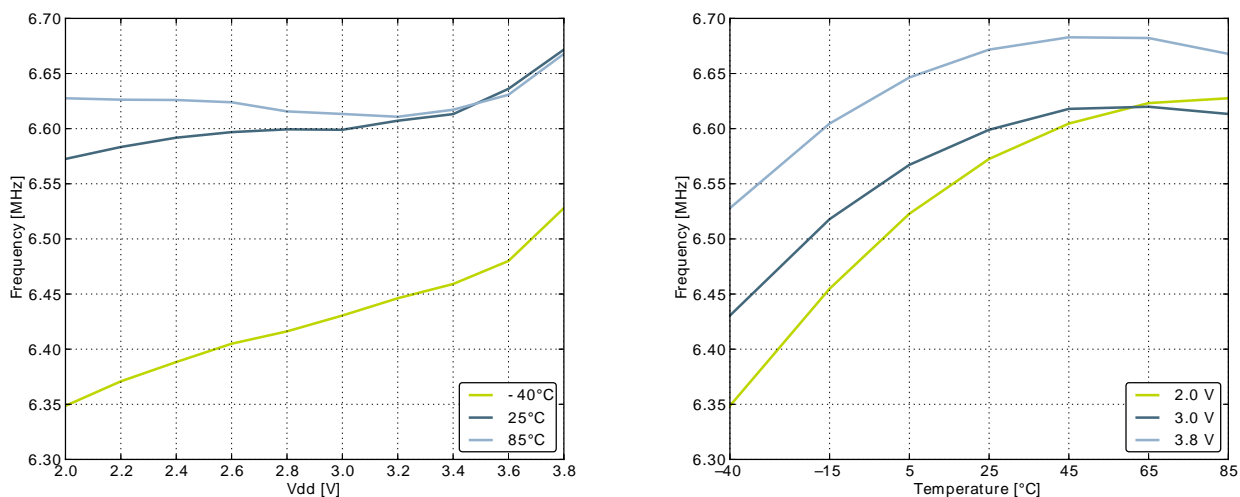 6.70
6.65
6.60
6.55
6.50
6.45
6.40
6.35
6.30
Frequency [MHz]
2.0 2.2 2.4 2.6 2.8 3.0 3.2 3.4 3.6 3.8
Vdd [V]
- 40°C
25°C
85°C
6.70
6.65
6.60
6.55
6.50
6.45
6.40
6.35
6.30
Frequency [MHz]
–40 –15 5 25 45 65 85
Temperature [°C]
2.0 V
3.0 V
3.8 V